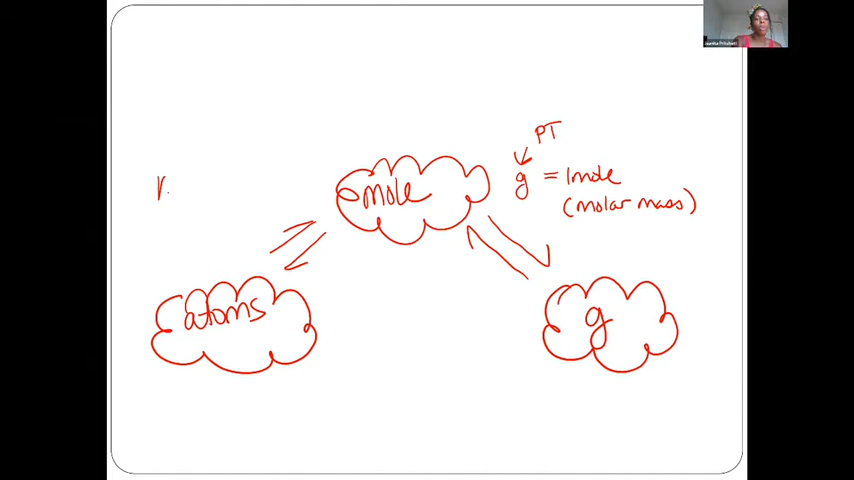 PT
g = 1mole
(molar mass)
mole
atoms
g